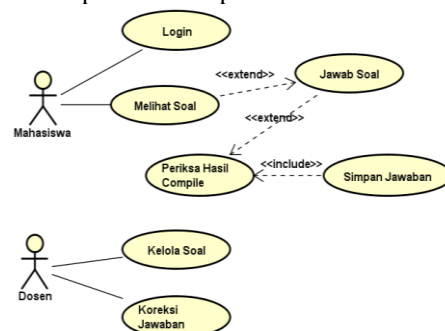 Login
<<extend>>
Jawab Soal
Melihat Soal
Mahasiswa
<<extend>>
Periksa Hasil
Compile
<<include>>
Simpan Jawaban
Kelola Soal
Dosen
Koreksi
Jawaban